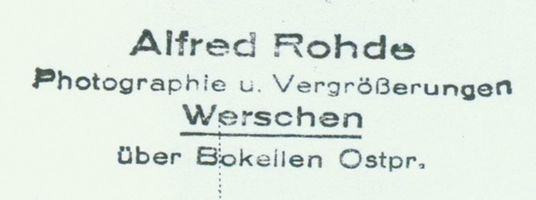 Alfred Rohde
Photographie u. Vergrößerungen
Werschen
über Bokellen Ostpr.